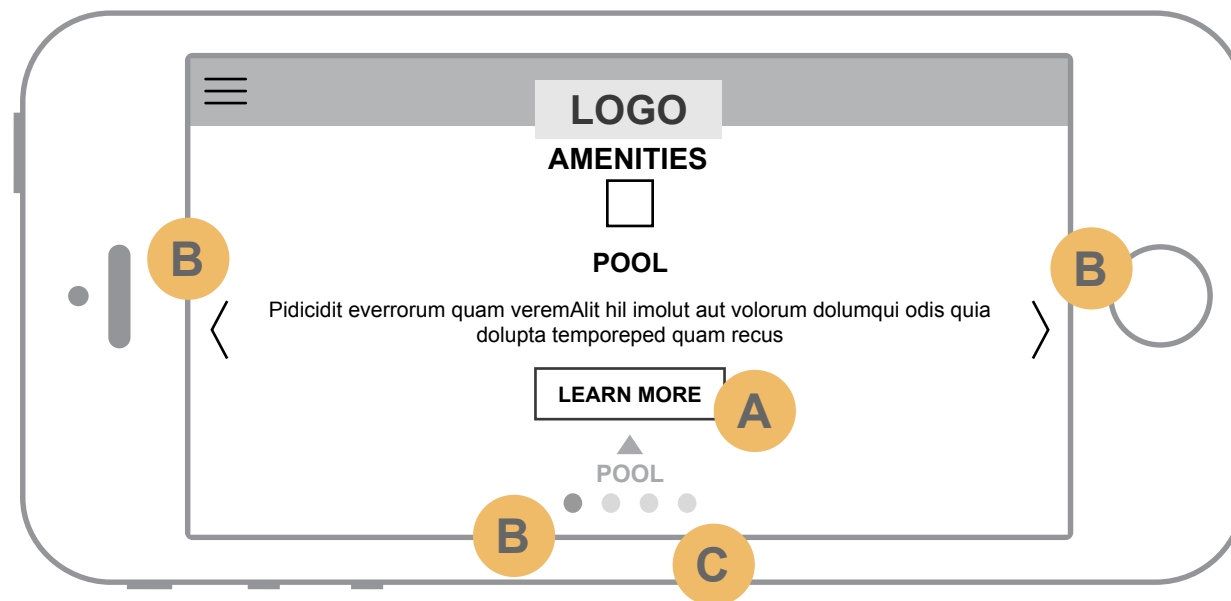 LOGO
AMENITIES
B
B
POOL
Pidicidit everrorum quam veremAlit hil imolut aut volorum dolumqui odis quia
dolupta temporeped quam recus
LEARN MORE
A
POOL
B
C